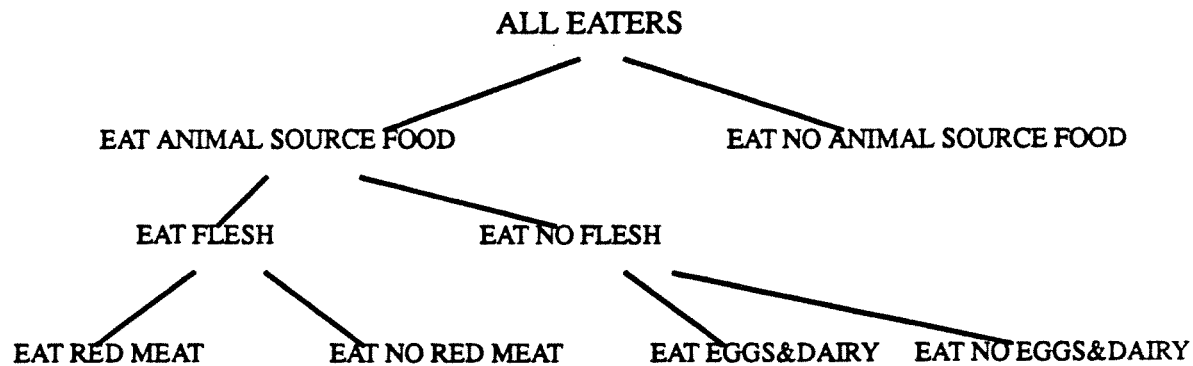 ALL EATERS
EAT ANIMAL SOURCE FOOD EAT NO ANIMAL SOURCE FOOD
EAT FLESH EAT NO FLESH
EAT RED MEAT EAT NO RED MEAT EAT EGGS&DAIRY EAT NO EGGS&DAIRY